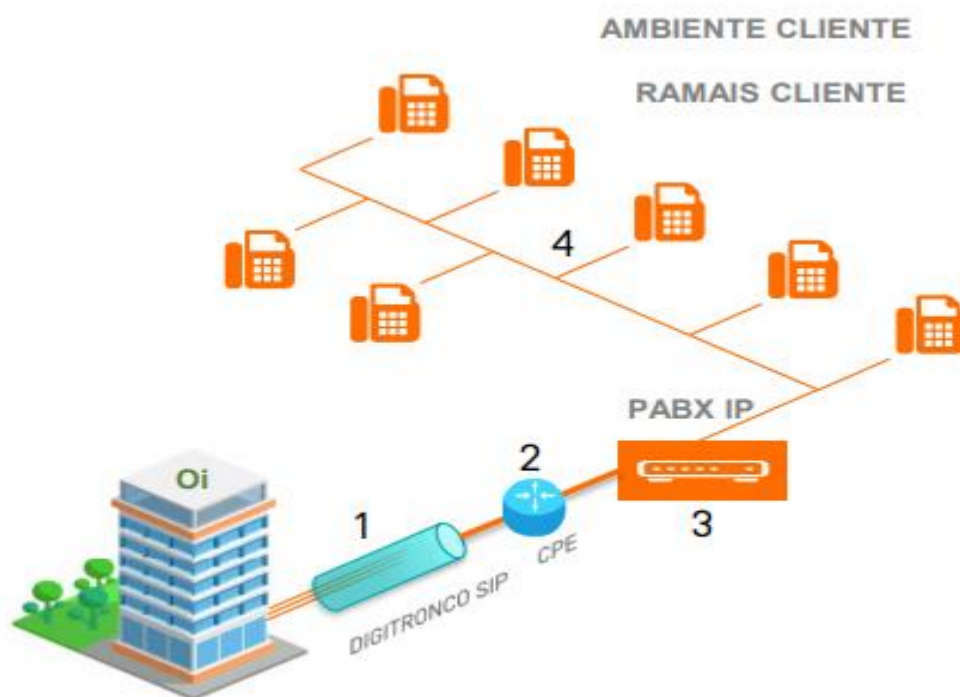 AMBIENTE CLIENTE
RAMAIS CLIENTE
4
PABX IP
Oi
1
2
3
DIGITRONCO SIP
CPE